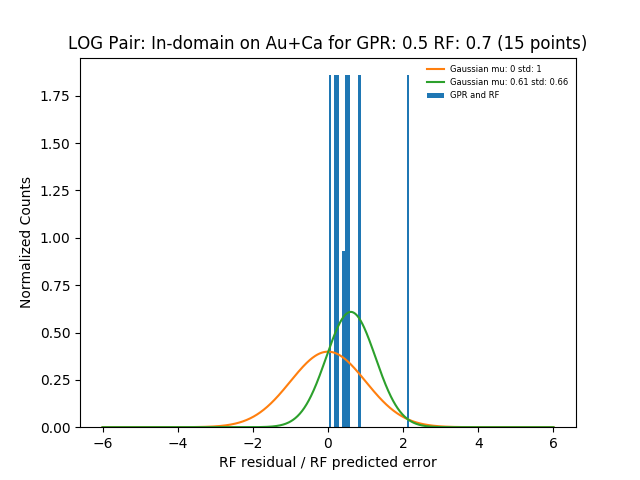 LOG Pair: In-domain on Au+Ca for GPR: 0.5 RF: 0.7 (15 points)
Gaussian mu: 0 std: 1
Gaussian mu: 0.61 std: 0.66
GPR and RF
Normalized Counts
1.75
1.50
1.25
1.00
0.75
0.50
0.25
0.00
−6
−4
−2
0
2
4
6
RF residual / RF predicted error